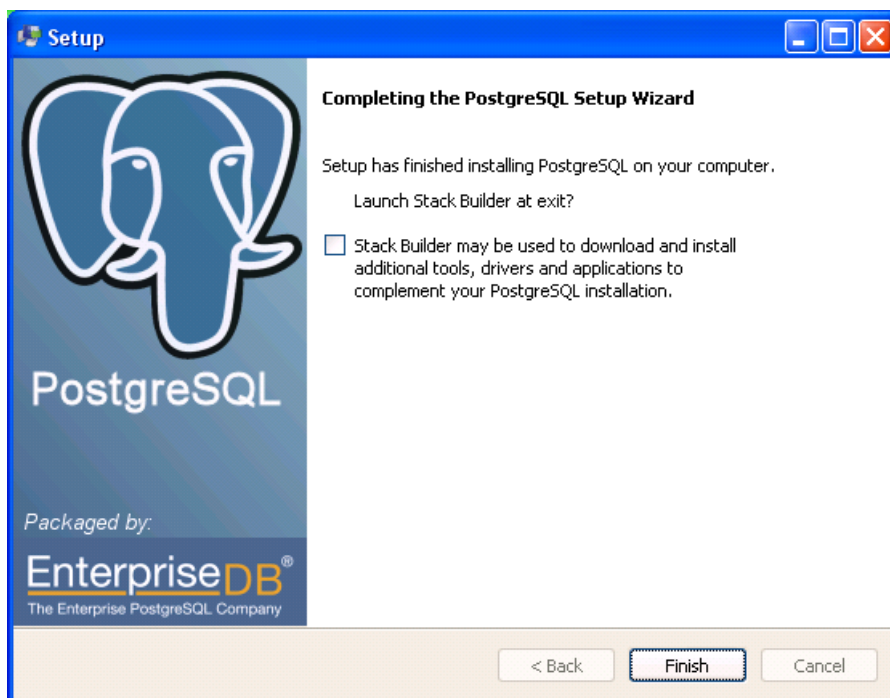 Setup
Completing the PostgreSQL Setup Wizard
Setup has finished installing PostgreSQL on your computer.
Launch Stack Builder at exit?
Stack Builder may be used to download and install
additional tools, drivers and applications to
complement your PostgreSQL installation.
PostgreSQL
Packaged by:
EnterpriseDB®
The Enterprise PostgreSQL Company
< Back
Finish
Cancel